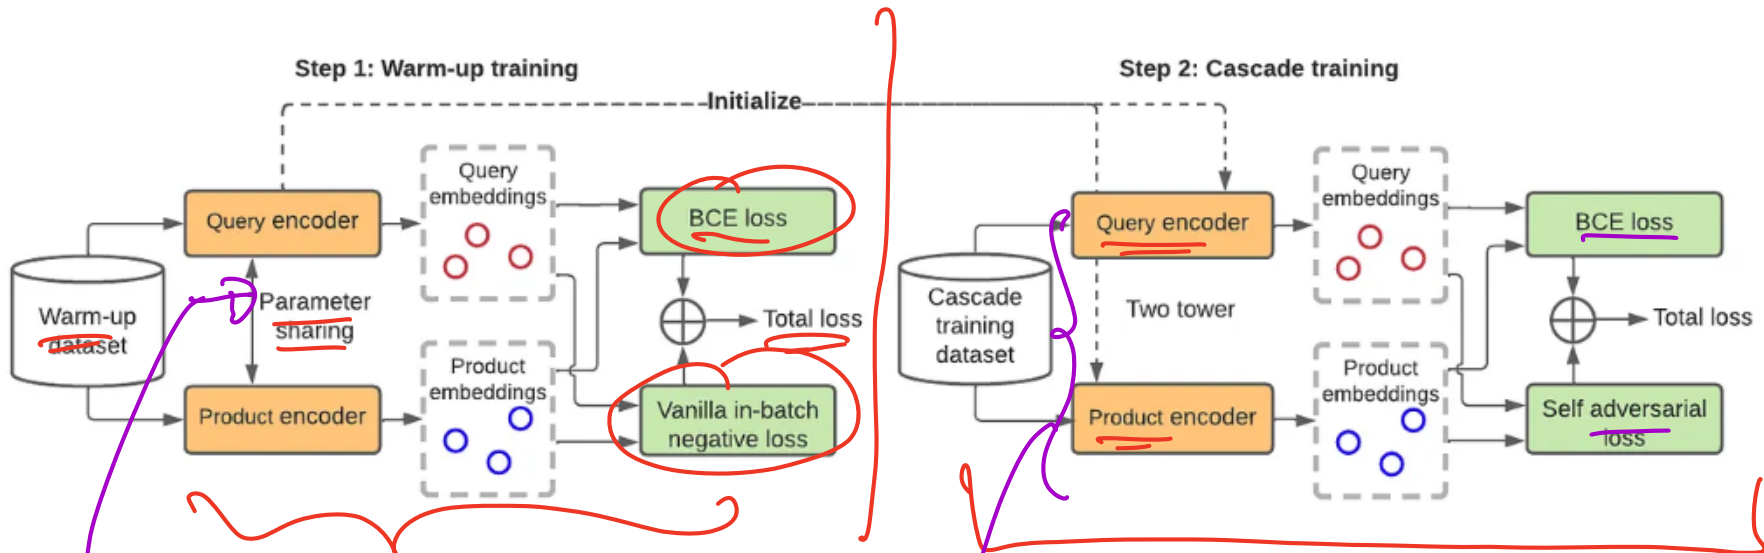 Step 1: Warm-up training
Step 2: Cascade training
Initialize
Query encoder
Query
embeddings
BCE loss
Warm-up
dataset
Parameter
sharing
Total loss
Product encoder
Product
embeddings
Vanilla in-batch
negative loss
Query encoder
Query
embeddings
BCE loss
Cascade
training
dataset
Two tower
Total loss
Product encoder
Product
embeddings
Self adversarial
loss